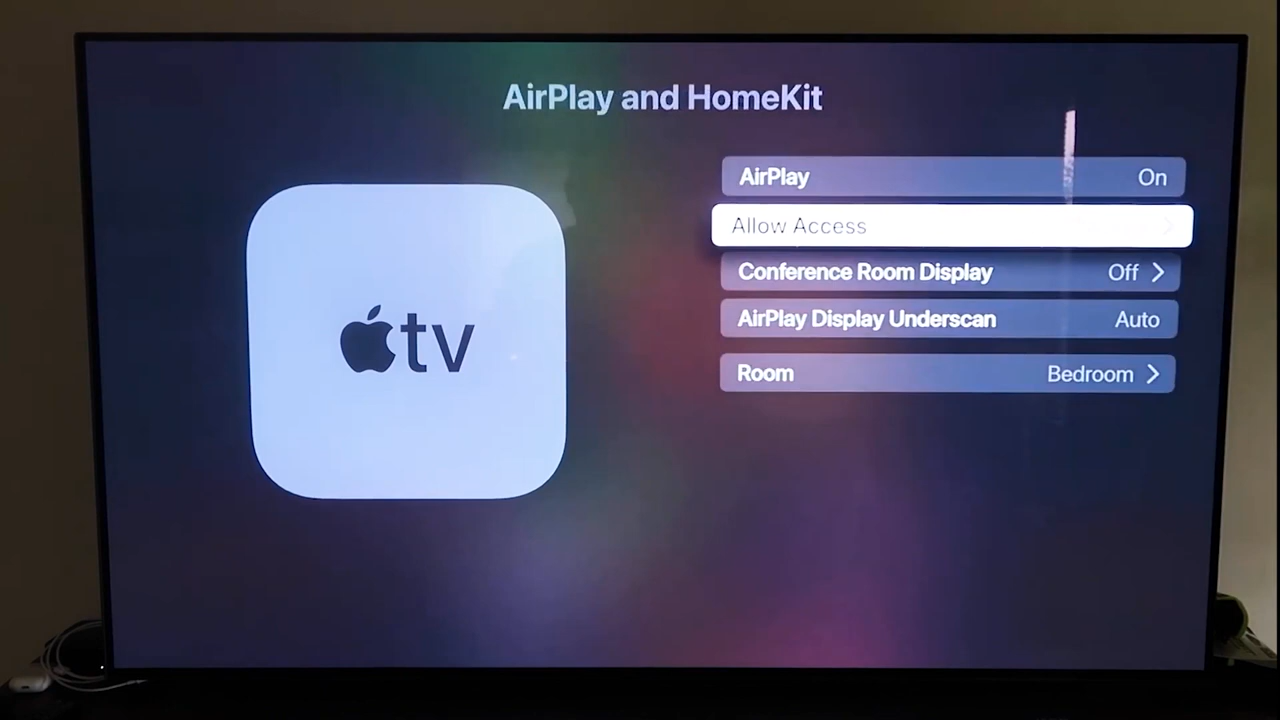 AirPlay and HomeKit
AirPlay On
Allow Access
Conference Room Display Off
AirPlay Display Underscan Auto
Room Bedroom
tv